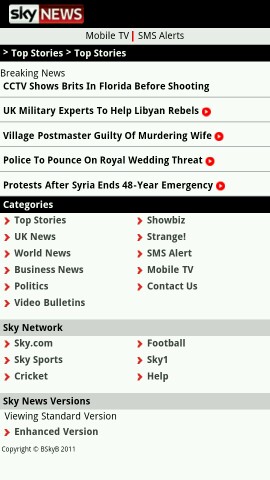 sky NEWS
Mobile TV | SMS Alerts
> Top Stories > Top Stories
Breaking News
CCTV Shows Brits In Florida Before Shooting
UK Military Experts To Help Libyan Rebels
Village Postmaster Guilty Of Murdering Wife
Police To Pounce On Royal Wedding Threat
Protests After Syria Ends 48-Year Emergency
Categories
Top Stories Showbiz
UK News Strange!
World News SMS Alert
Business News Mobile TV
Politics Contact Us
Video Bulletins
Sky Network
Sky.com Football
Sky Sports Sky1
Cricket Help
Sky News Versions
Viewing Standard Version
Enhanced Version
Copyright © BSkyB 2011